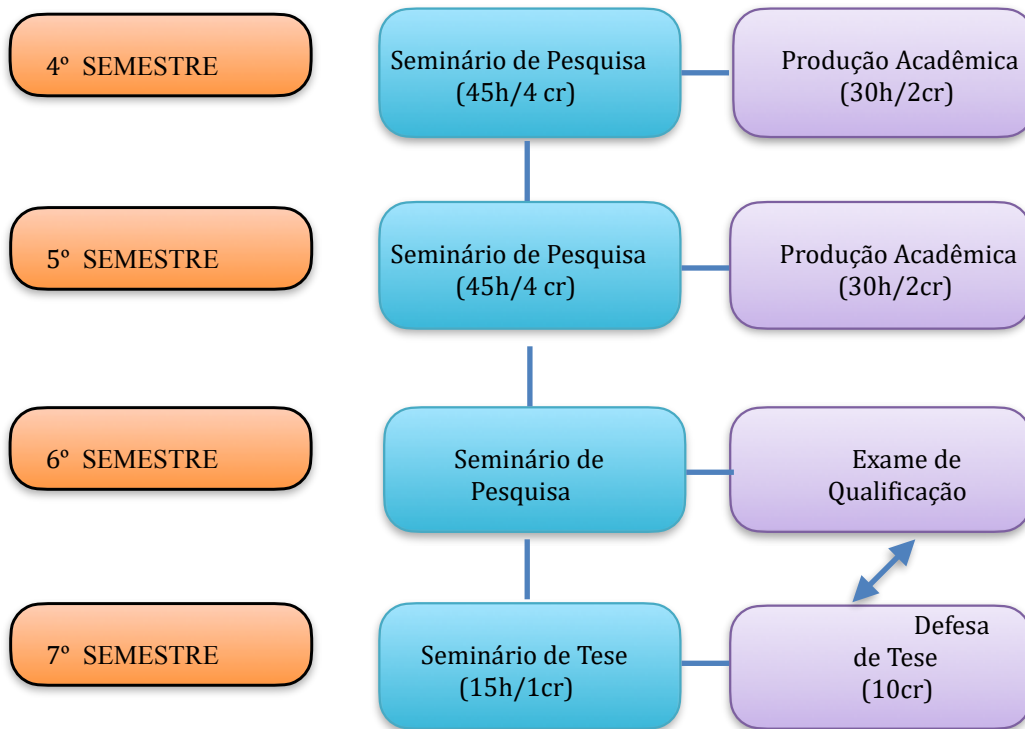 4º SEMESTRE
Seminário de Pesquisa
(45h/4 cr)
Produção Acadêmica
(30h/2cr)
5º SEMESTRE
Seminário de Pesquisa
(45h/4 cr)
Produção Acadêmica
(30h/2cr)
6º SEMESTRE
Seminário de
Pesquisa
Exame de
Qualificação
7º SEMESTRE
Seminário de Tese
(15h/1cr)
Defesa
de Tese
(10cr)